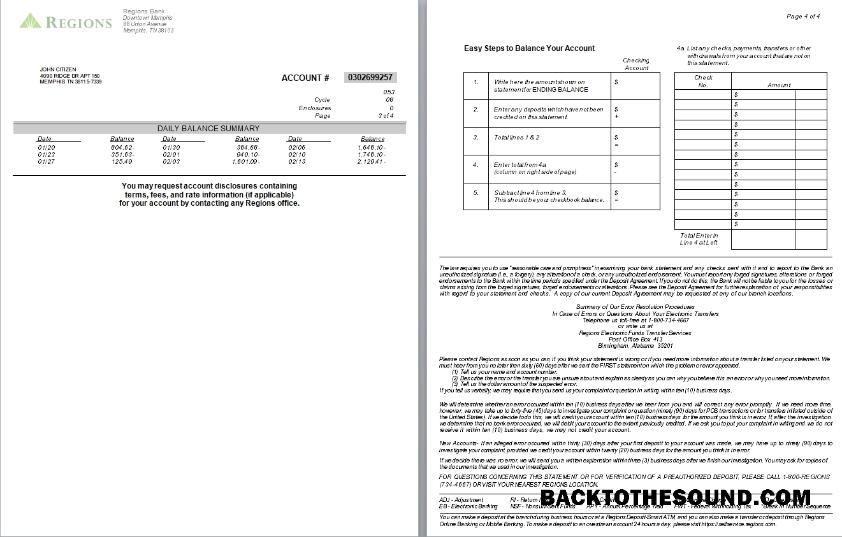 REGIONS
Regions Bank
Downtown Memphis
Union Avenue
Memphis, TN 38103
JOHN CITIZEN
RIDGE DR APT 150
MEMPHIS TN 38115-7339
ACCOUNT # 0302699257
053
Cycle 06
Enclosures 0
Page 3 of 4
DAILY BALANCE SUMMARY
Date Balance Date Balance Date Balance
01/20 604.62- 01/30 384.66- 02/06
01/23 351.63- 02/01 940.10- 02/10
01/27 125.49 02/03 02/13
You may request account disclosures containing
terms, fees, and rate information (if applicable)
for your account by contacting any Regions office.
Page 4 of 4
Easy Steps to Balance Your Account
Checking
Account
1. Write here the amount shown on $
statement for ENDING BALANCE
2. Enter any deposits which have not been $
credited on this statement. +
3. Total lines 1 & 2 $
=
4. Enter total from 4a $
(column on right side of page) -
5. Subtract line 4 from line 3. $
This should be your checkbook balance. =
4a List any checks, payments, transfers or other
withdrawals from your account that are not on
this statement.
Check
No. Amount
$
$
$
$
$
$
$
$
$
$
$
$
$
$
Total Enter in
Line 4 at Left
The law requires you to use "reasonable care and promptness" in examining your bank statement and any checks sent with it and to report to the Bank an
unauthorized signature (i.e., a forgery), any alteration of a check, or any unauthorized endorsement. You must report any forged signatures, alterations or forged
endorsements to the Bank within the time periods specified under the Deposit Agreement. If you do not do this, the Bank will not be liable to you for the losses or
claims arising from the forged signatures, forged endorsements or alterations. Please see the Deposit Agreement for further explanation of your responsibilities
with regard to your statement and checks. A copy of our current Deposit Agreement may be requested at any of our branch locations.
Summary of Our Error Resolution Procedures
In Case of Errors or Questions About Your Electronic Transfers
Telephone us toll-free at 1-800-734-4667
or write us at
Regions Electronic Funds Transfer Services
Post Office Box 413
Birmingham, Alabama 35201
Please contact Regions as soon as you can, if you think your statement is wrong or if you need more information about a transfer listed on your statement. We
must hear from you no later than sixty (60) days after we sent the FIRST statement on which the problem or error appeared.
(1) Tell us your name and account number.
(2) Describe the error or the transfer you are unsure about and explain as clearly as you can why you believe this an error or why you need more information.
(3) Tell us the dollar amount of the suspected error.
If you tell us verbally, we may require that you send us your complaint or question in writing within ten (10) business days.
We will determine whether an error occurred within ten (10) business days after we hear from you and will correct any error promptly. If we need more time,
however, we may take up to forty-five (45) days to investigate your complaint or question (ninety (90) days for POS transactions or for transfers initiated outside of
the United States). If we decide to do this, we will credit your account within ten (10) business days for the amount you think is in error. If, after the investigation,
we determine that no bank error occurred, we will debit your account to the extent previously credited. If we ask you to put your complaint in writing and we do not
receive it within ten (10) business days, we may not credit your account.
New Accounts- If an alleged error occurred within thirty (30) days after your first deposit to your account was made, we may have up to ninety (90) days to
investigate your complaint, provided we credit your account within twenty (20) business days for the amount you think is in error.
If we decide there was no error, we will send you a written explanation within three (3) business days after we finish our investigation. You may ask for copies of
the documents that we used in our investigation.
FOR QUESTIONS CONCERNING THIS STATEMENT OR FOR VERIFICATION OF A PREAUTHORIZED DEPOSIT, PLEASE CALL 1-800-REGIONS
(734-4667) OR VISIT YOUR NEAREST REGIONS LOCATION.
BACKTOTHESOUND.COM
ADJ - Adjustment RI - Return
EB - Electronic Banking NSF - Nonsufficient Funds APY - Annual Percentage Yield FWT - Federal Withholding Tax *Break in Number Sequence
You can make a deposit at the branch during business hours or at a Regions Deposit Smart ATM, and you can also make a transfer or deposit through Regions
Online Banking or Mobile Banking. To make a deposit to an overdrawn account 24 hours a day, please visit https://selfservice.regions.com.